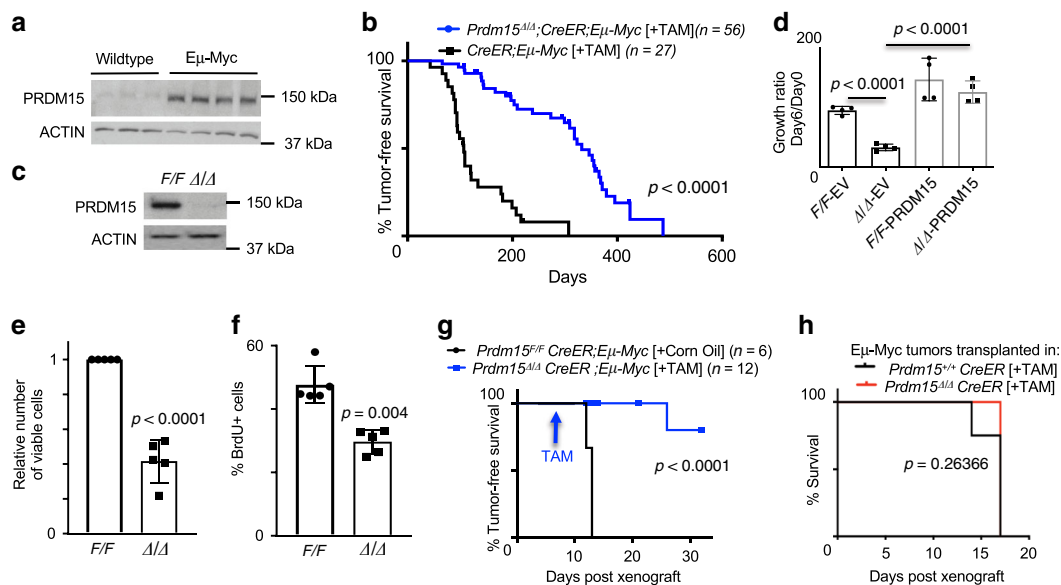 a
Wildtype Eμ-Myc
PRDM15
150 kDa
ACTIN
37 kDa
b
Prdm15Δ/Δ;CreER;Eμ-Myc [+TAM](n = 56)
CreER;Eμ-Myc [+TAM] (n = 27)
% Tumor-free survival
100
p < 0.0001
0 200 400 600
Days
c
F/F Δ/Δ
PRDM15
150 kDa
ACTIN
37 kDa
d
Growth ratio
Day6/Day0
200
0
p < 0.0001
p < 0.0001
F/F-EV
Δ/Δ-EV
F/F-PRDM15
Δ/Δ-PRDM15
e
Relative number
of viable cells
1
0
p < 0.0001
F/F Δ/Δ
f
% BrdU+ cells
60
0
p = 0.004
F/F Δ/Δ
g
Prdm15F/F CreER;Eμ-Myc [+Corn Oil] (n = 6)
Prdm15Δ/Δ CreER ;Eμ-Myc [+TAM] (n = 12)
% Tumor-free survival
100
TAM
p < 0.0001
0 10 20 30
Days post xenograft
h
Eμ-Myc tumors transplanted in:
Prdm15+/+ CreER [+TAM]
Prdm15Δ/Δ CreER [+TAM]
% Survival
100
p = 0.26366
0 5 10 15 20
Days post xenograft